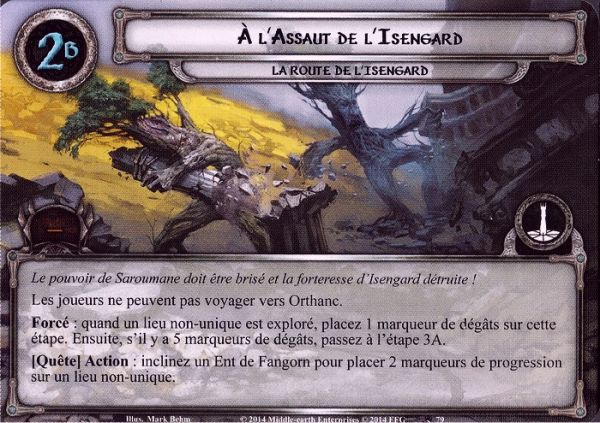 2B
À L'ASSAUT DE L'ISENGARD
LA ROUTE DE L'ISENGARD
Le pouvoir de Saroumane doit être brisé et la forteresse d'Isengard détruite !
Les joueurs ne peuvent pas voyager vers Orthanc.
Forcé : quand un lieu non-unique est exploré, placez 1 marqueur de dégâts sur cette
étape. Ensuite, s'il y a 5 marqueurs de dégâts, passez à l'étape 3A.
[Quête] Action : inclinez un Ent de Fangorn pour placer 2 marqueurs de progression
sur un lieu non-unique.
Illus. Mark Behm © 2014 Middle-earth Enterprises © 2014 FFG 79